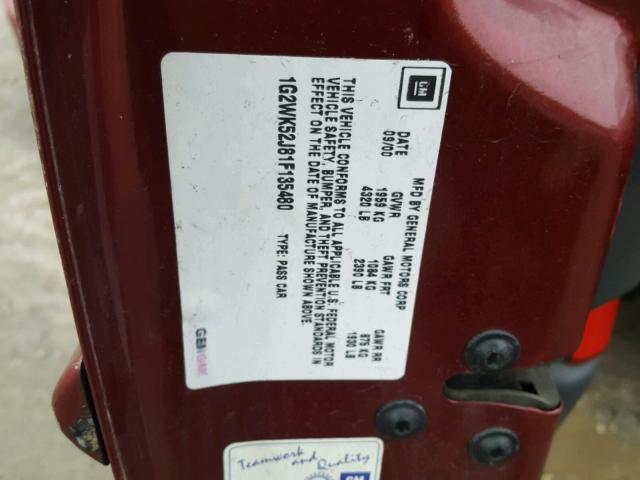 GM
MFD BY GENERAL MOTORS CORP
DATE GVWR GAWR FRT GAWR RR
09/00 1959 KG 1084 KG 875 KG
4320 LB 2390 LB 1930 LB
THIS VEHICLE CONFORMS TO ALL APPLICABLE U.S. FEDERAL MOTOR
VEHICLE SAFETY, BUMPER, AND THEFT PREVENTION STANDARDS IN
EFFECT ON THE DATE OF MANUFACTURE SHOWN ABOVE.
1G2WK52J81F135480 TYPE: PASS CAR
Teamwork
and Quality
GM